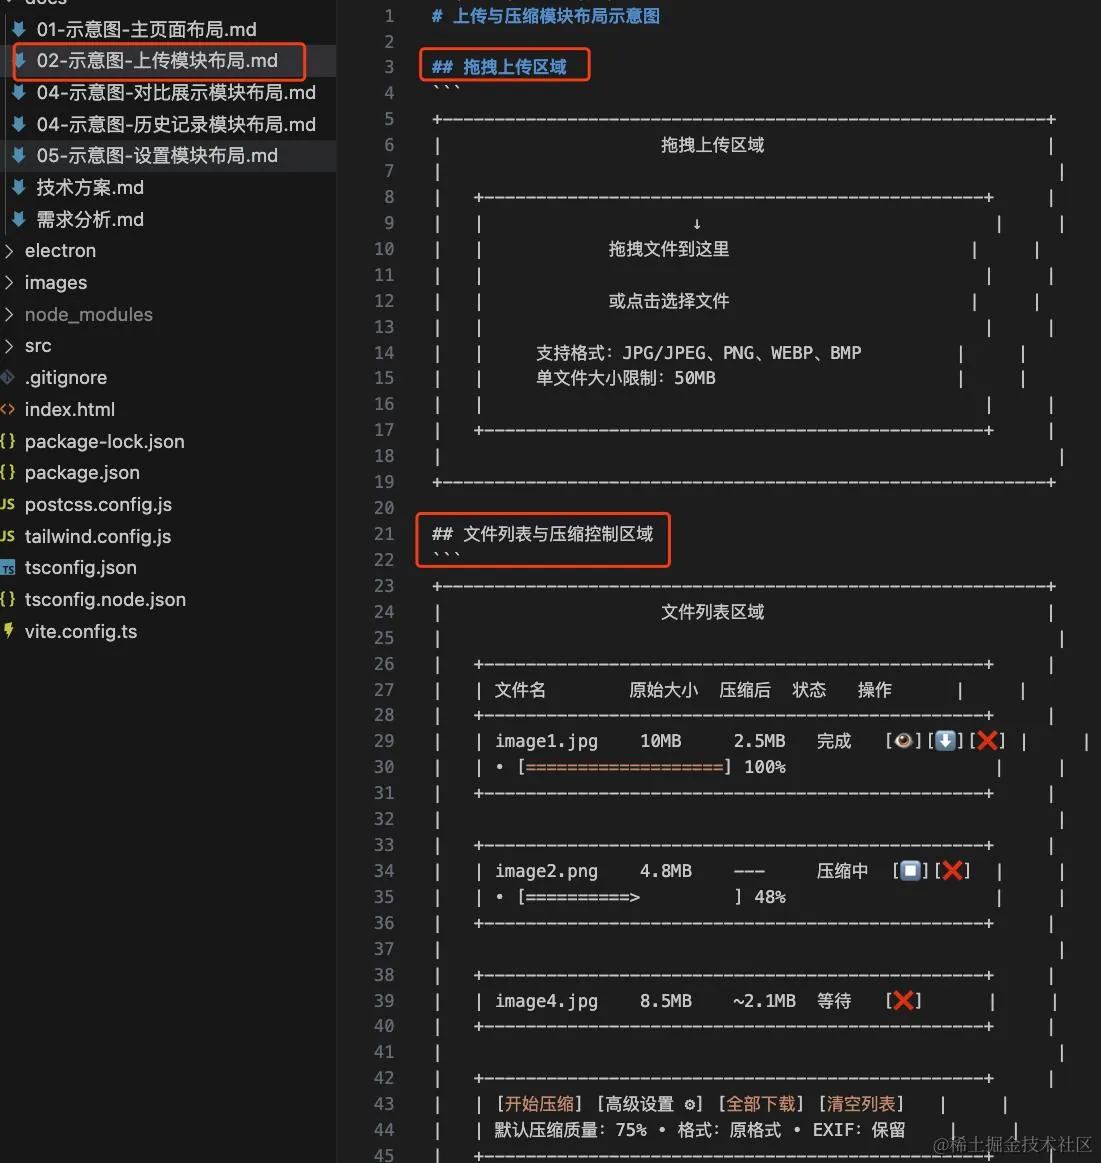 docs
01-示意图-主页面布局.md
02-示意图-上传模块布局.md
04-示意图-对比展示模块布局.md
04-示意图-历史记录模块布局.md
05-示意图-设置模块布局.md
技术方案.md
需求分析.md
electron
images
node_modules
src
.gitignore
index.html
package-lock.json
package.json
JS postcss.config.js
JS tailwind.config.js
TS tsconfig.json
tsconfig.node.json
vite.config.ts
1 # 上传与压缩模块布局示意图
2
3 ## 拖拽上传区域
4 ```
5 +----------------------------------------------------------+
6 | 拖拽上传区域 |
7 | |
8 | +------------------------------------------------+ |
9 | | ↓ | |
10 | | 拖拽文件到这里 | |
11 | | | |
12 | | 或点击选择文件 | |
13 | | | |
14 | | 支持格式：JPG/JPEG、PNG、WEBP、BMP | |
15 | | 单文件大小限制：50MB | |
16 | | | |
17 | +------------------------------------------------+ |
18 | |
19 +----------------------------------------------------------+
20
21 ## 文件列表与压缩控制区域
22 ```
23 +----------------------------------------------------------+
24 | 文件列表区域 |
25 | |
26 | +------------------------------------------------+ |
27 | | 文件名 原始大小 压缩后 状态 操作 | |
28 | +------------------------------------------------+ |
29 | | image1.jpg 10MB 2.5MB 完成 [👁️][⬇️][❌] | |
30 | | • [===================] 100% | |
31 | +------------------------------------------------+ |
32 | |
33 | +------------------------------------------------+ |
34 | | image2.png 4.8MB --- 压缩中 [⏹️][❌] | |
35 | | • [==========> ] 48% | |
36 | +------------------------------------------------+ |
37 | |
38 | +------------------------------------------------+ |
39 | | image4.jpg 8.5MB ~2.1MB 等待 [❌] | |
40 | +------------------------------------------------+ |
41 | |
42 | +------------------------------------------------+ |
43 | | [开始压缩] [高级设置 ⚙] [全部下载] [清空列表] | |
44 | | 默认压缩质量：75% • 格式：原格式 • EXIF：保留 | |
45 | +------------------------------------------------+ |
@稀土掘金技术社区